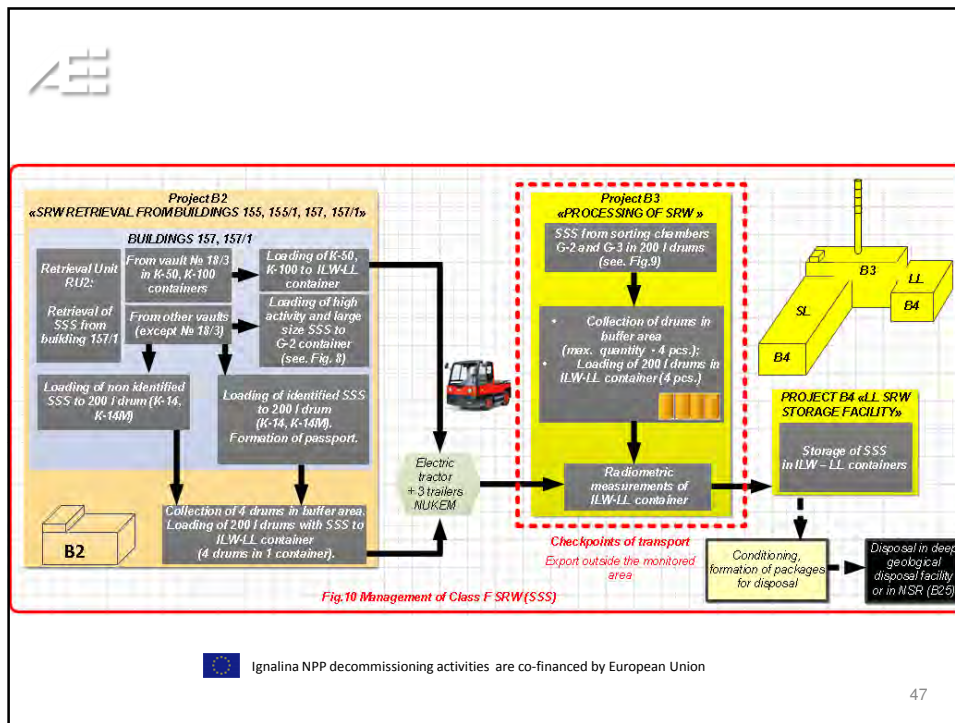 Project B2
«SRW RETRIEVAL FROM BUILDINGS 155, 155/1, 157, 157/1»
BUILDINGS 157, 157/1
Retrieval Unit
RU2:
Retrieval of
SSS from
building 157/1
From vault № 18/3
in K-50, K-100
containers
Loading of K-50,
K-100 to ILW-LL
container
From other vaults
(except № 18/3)
Loading of high
activity and large
size SSS to
G-2 container
(see. Fig. 8)
Loading of non identified
SSS to 200 l drum (K-14,
K-14M)
Loading of identified SSS
to 200 l drum
(K-14, K-14M).
Formation of passport.
B2
Collection of 4 drums in buffer area.
Loading of 200 l drums with SSS to
ILW-LL container
(4 drums in 1 container).
Electric
tractor
+ 3 trailers
NUKEM
Project B3
«PROCESSING OF SRW »
SSS from sorting chambers
G-2 and G-3 in 200 l drums
(see. Fig.9)
• Collection of drums in
buffer area
(max. quantity - 4 pcs.);
• Loading of 200 l drums in
ILW-LL container (4 pcs.)
Radiometric
measurements of
ILW-LL container
Checkpoints of transport
Export outside the monitored
area
B3
LL
B4
SL
B4
PROJECT B4 «LL SRW
STORAGE FACILITY»
Storage of SSS
in ILW – LL containers
Conditioning,
formation of packages
for disposal
Disposal in deep
geological
disposal facility
or in NSR (B25)
Fig.10 Management of Class F SRW (SSS)
Ignalina NPP decommissioning activities are co-financed by European Union
47